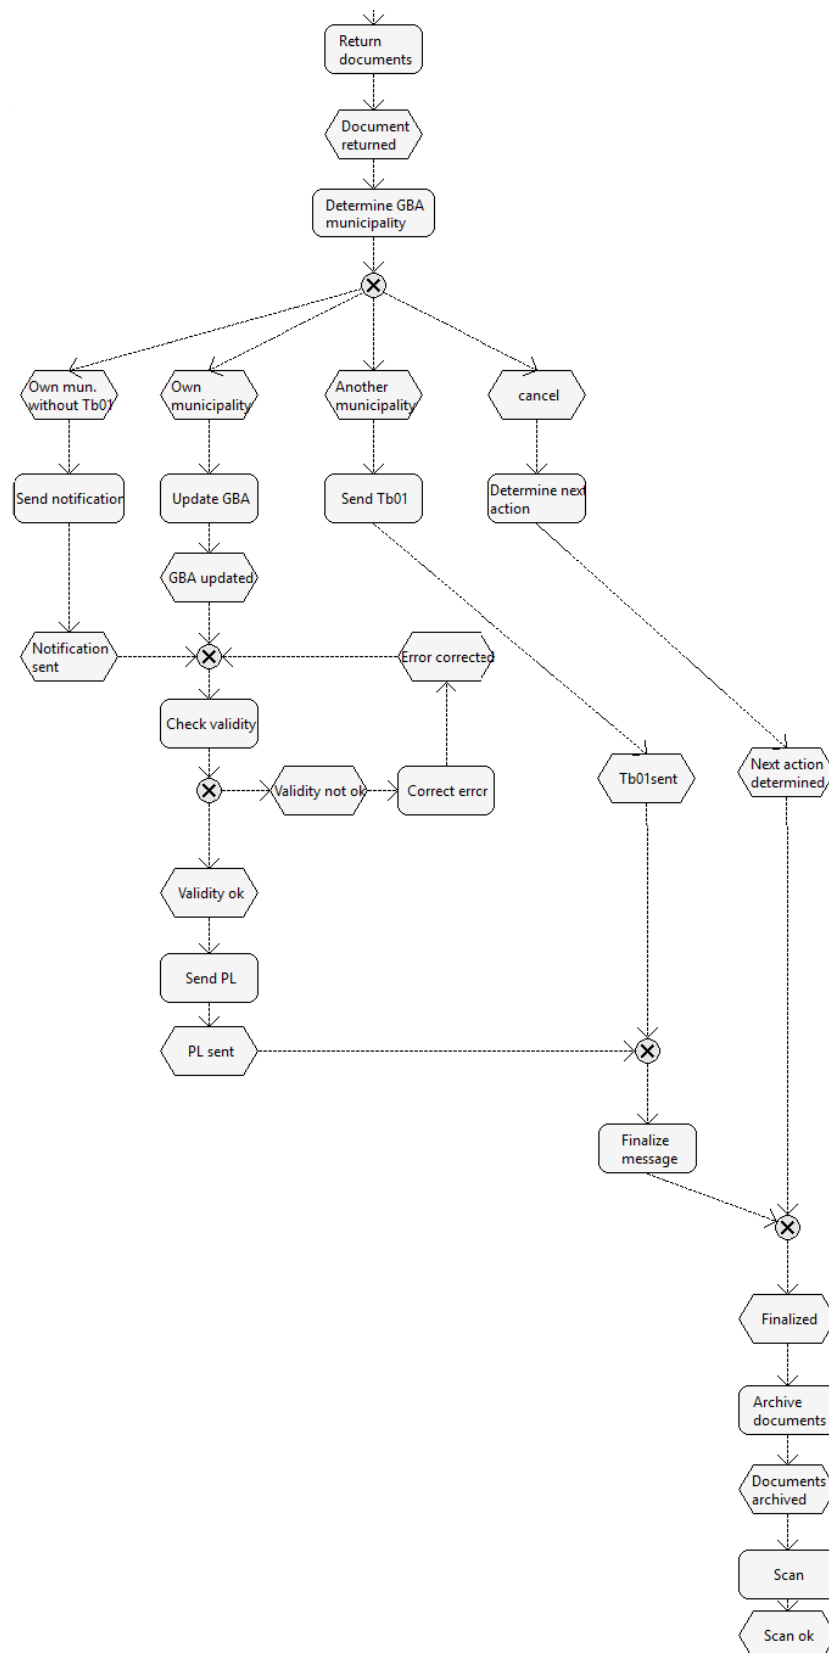 Return
documents
Document
returned
Determine GBA
municipality
Own mun.
without Tb01
Own
municipality
Another
municipality
cancel
Send notification
Update GBA
Send Tb01
Determine next
action
GBA updated
Notification
sent
Error corrected
Check validity
Validity not ok
Correct error
Tb01sent
Next action
determined
Validity ok
Send PL
PL sent
Finalize
message
Finalized
Archive
documents
Documents
archived
Scan
Scan ok